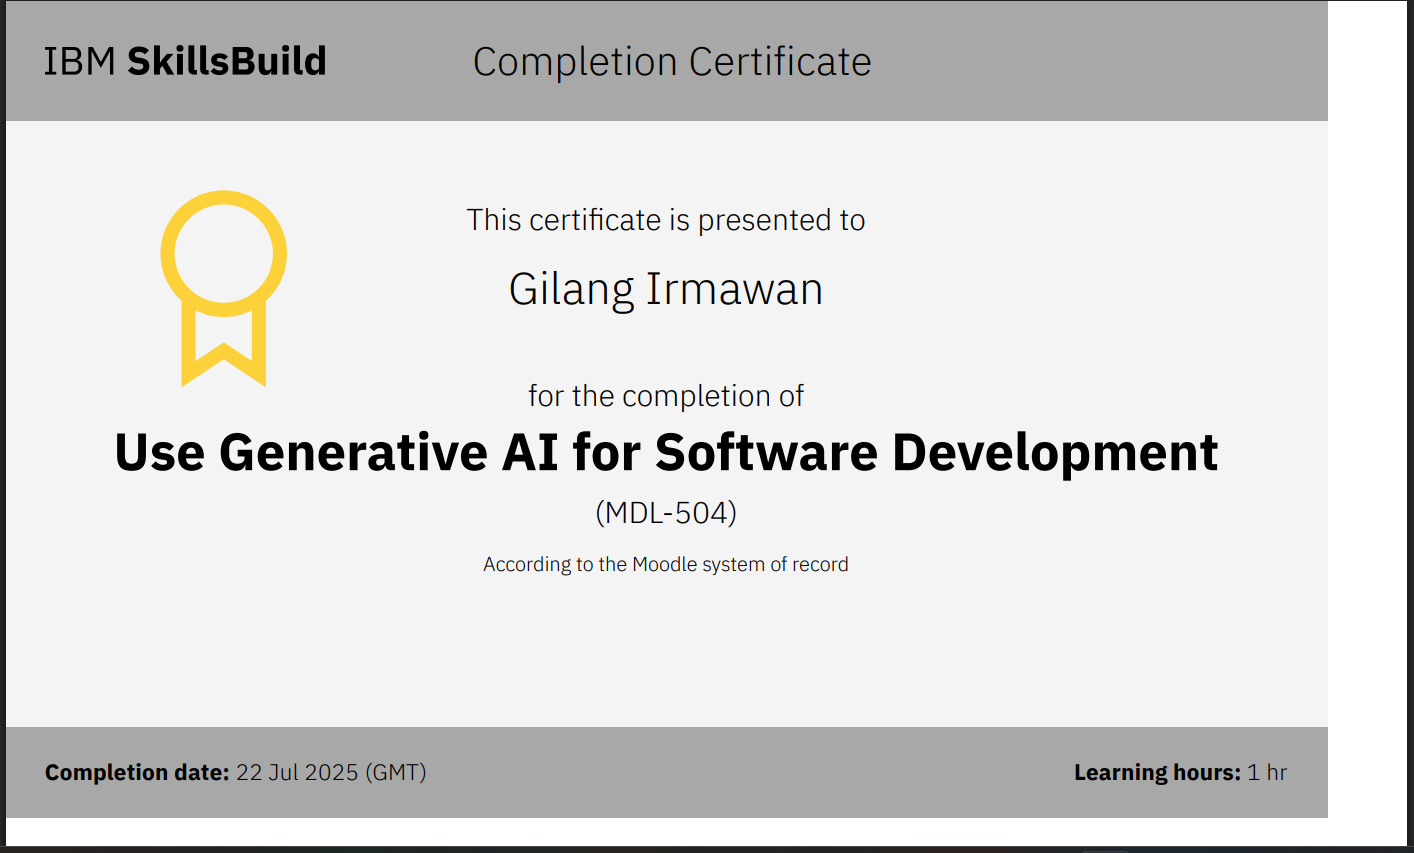 IBM SkillsBuild
Completion Certificate
This certificate is presented to
Gilang Irmawan
for the completion of
Use Generative AI for Software Development
(MDL-504)
According to the Moodle system of record
Completion date: 22 Jul 2025 (GMT)
Learning hours: 1 hr